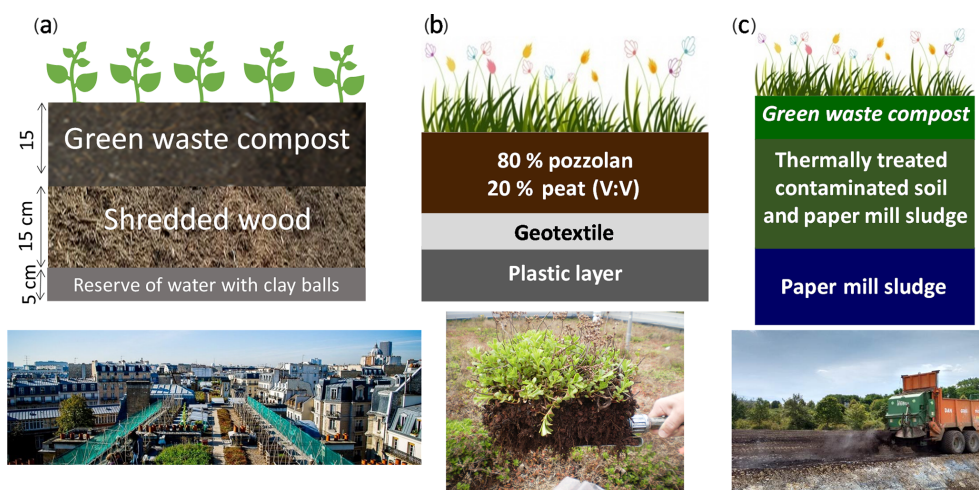 (a)
15
Green waste compost
15 cm
Shredded wood
5 cm
Reserve of water with clay balls
(b)
80 % pozzolan
20 % peat (V:V)
Geotextile
Plastic layer
(c)
Green waste compost
Thermally treated
contaminated soil
and paper mill sludge
Paper mill sludge